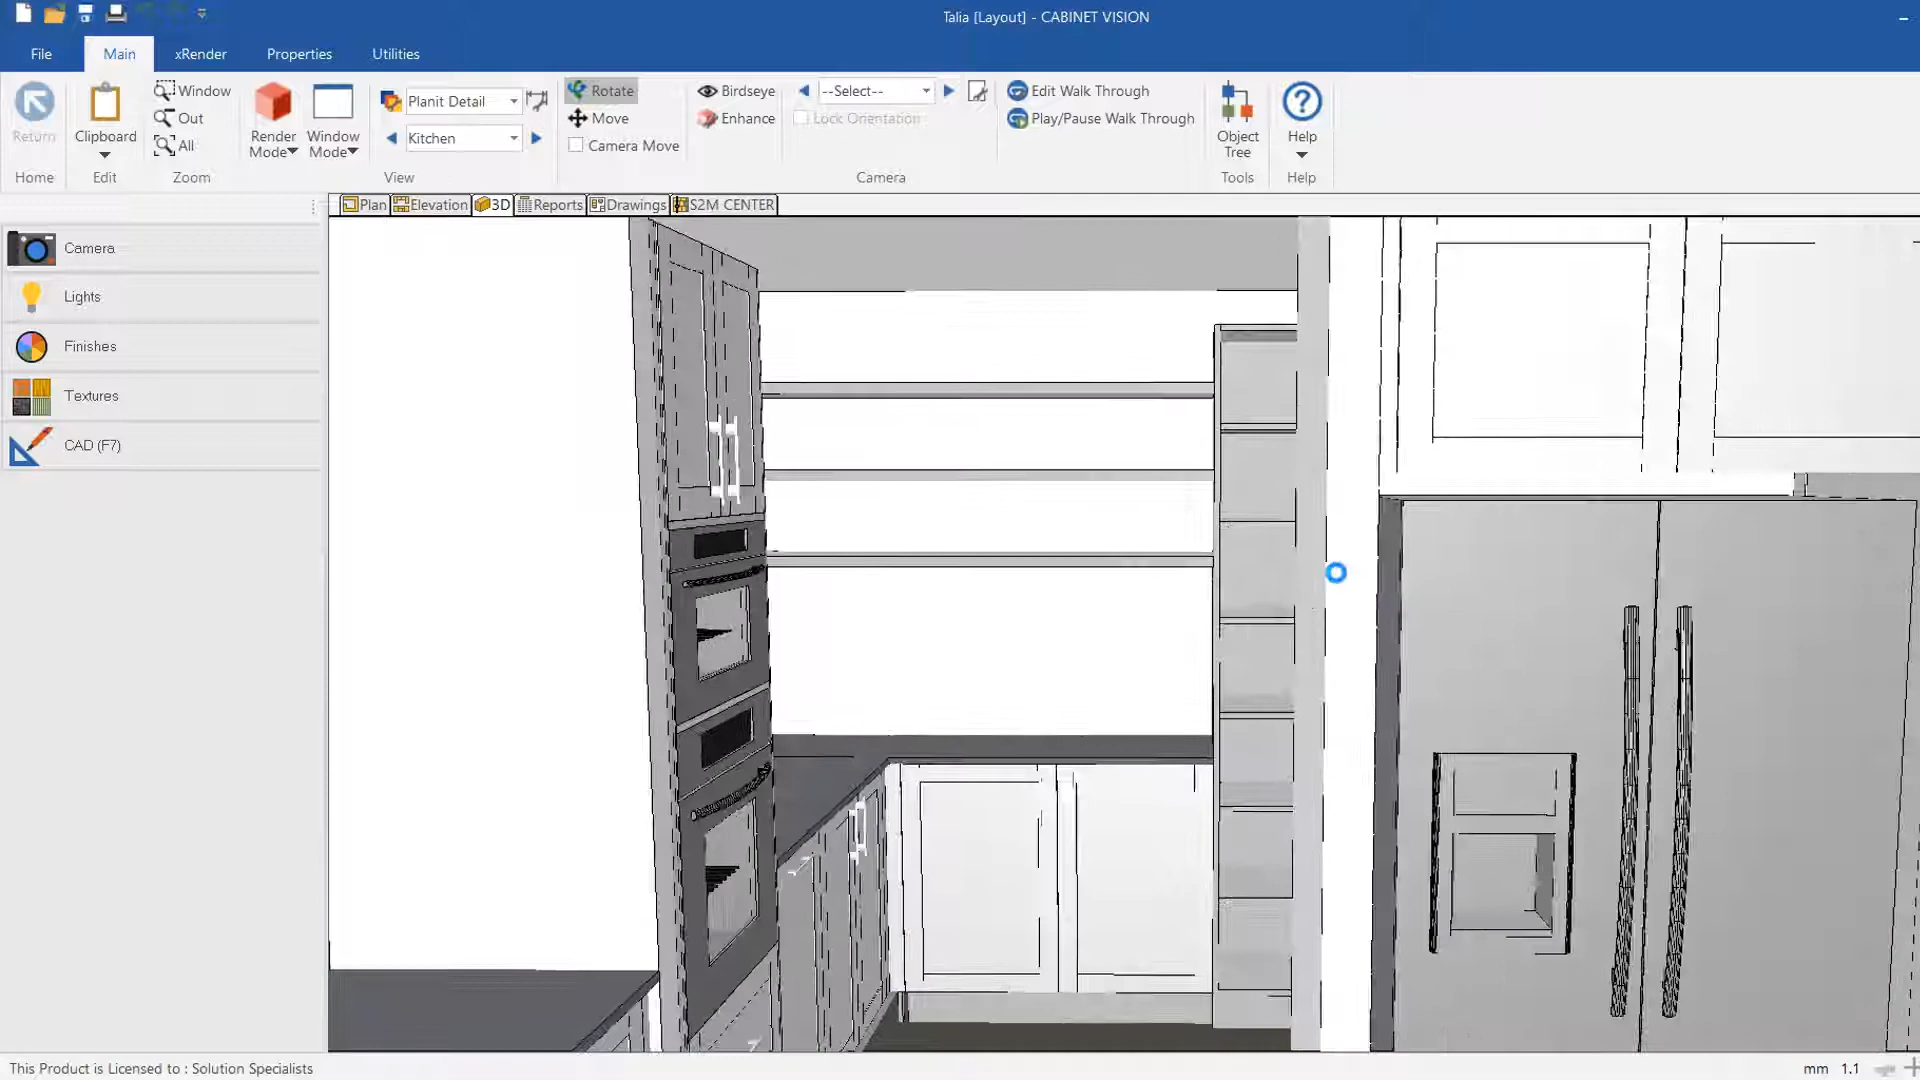 Talia [Layout] - CABINET VISION
File
Main
xRender
Properties
Utilities
Return
Home
Clipboard
Edit
Window
Out
All
Zoom
Render
Mode
Window
Mode
Planit Detail
Kitchen
View
Rotate
Move
Camera Move
Birdseye
Enhance
--Select--
Lock Orientation
Camera
Edit Walk Through
Play/Pause Walk Through
Object
Tree
Tools
Help
Help
Plan
Elevation
3D
Reports
Drawings
S2M CENTER
Camera
Lights
Finishes
Textures
CAD (F7)
This Product is Licensed to : Solution Specialists
mm 1.1